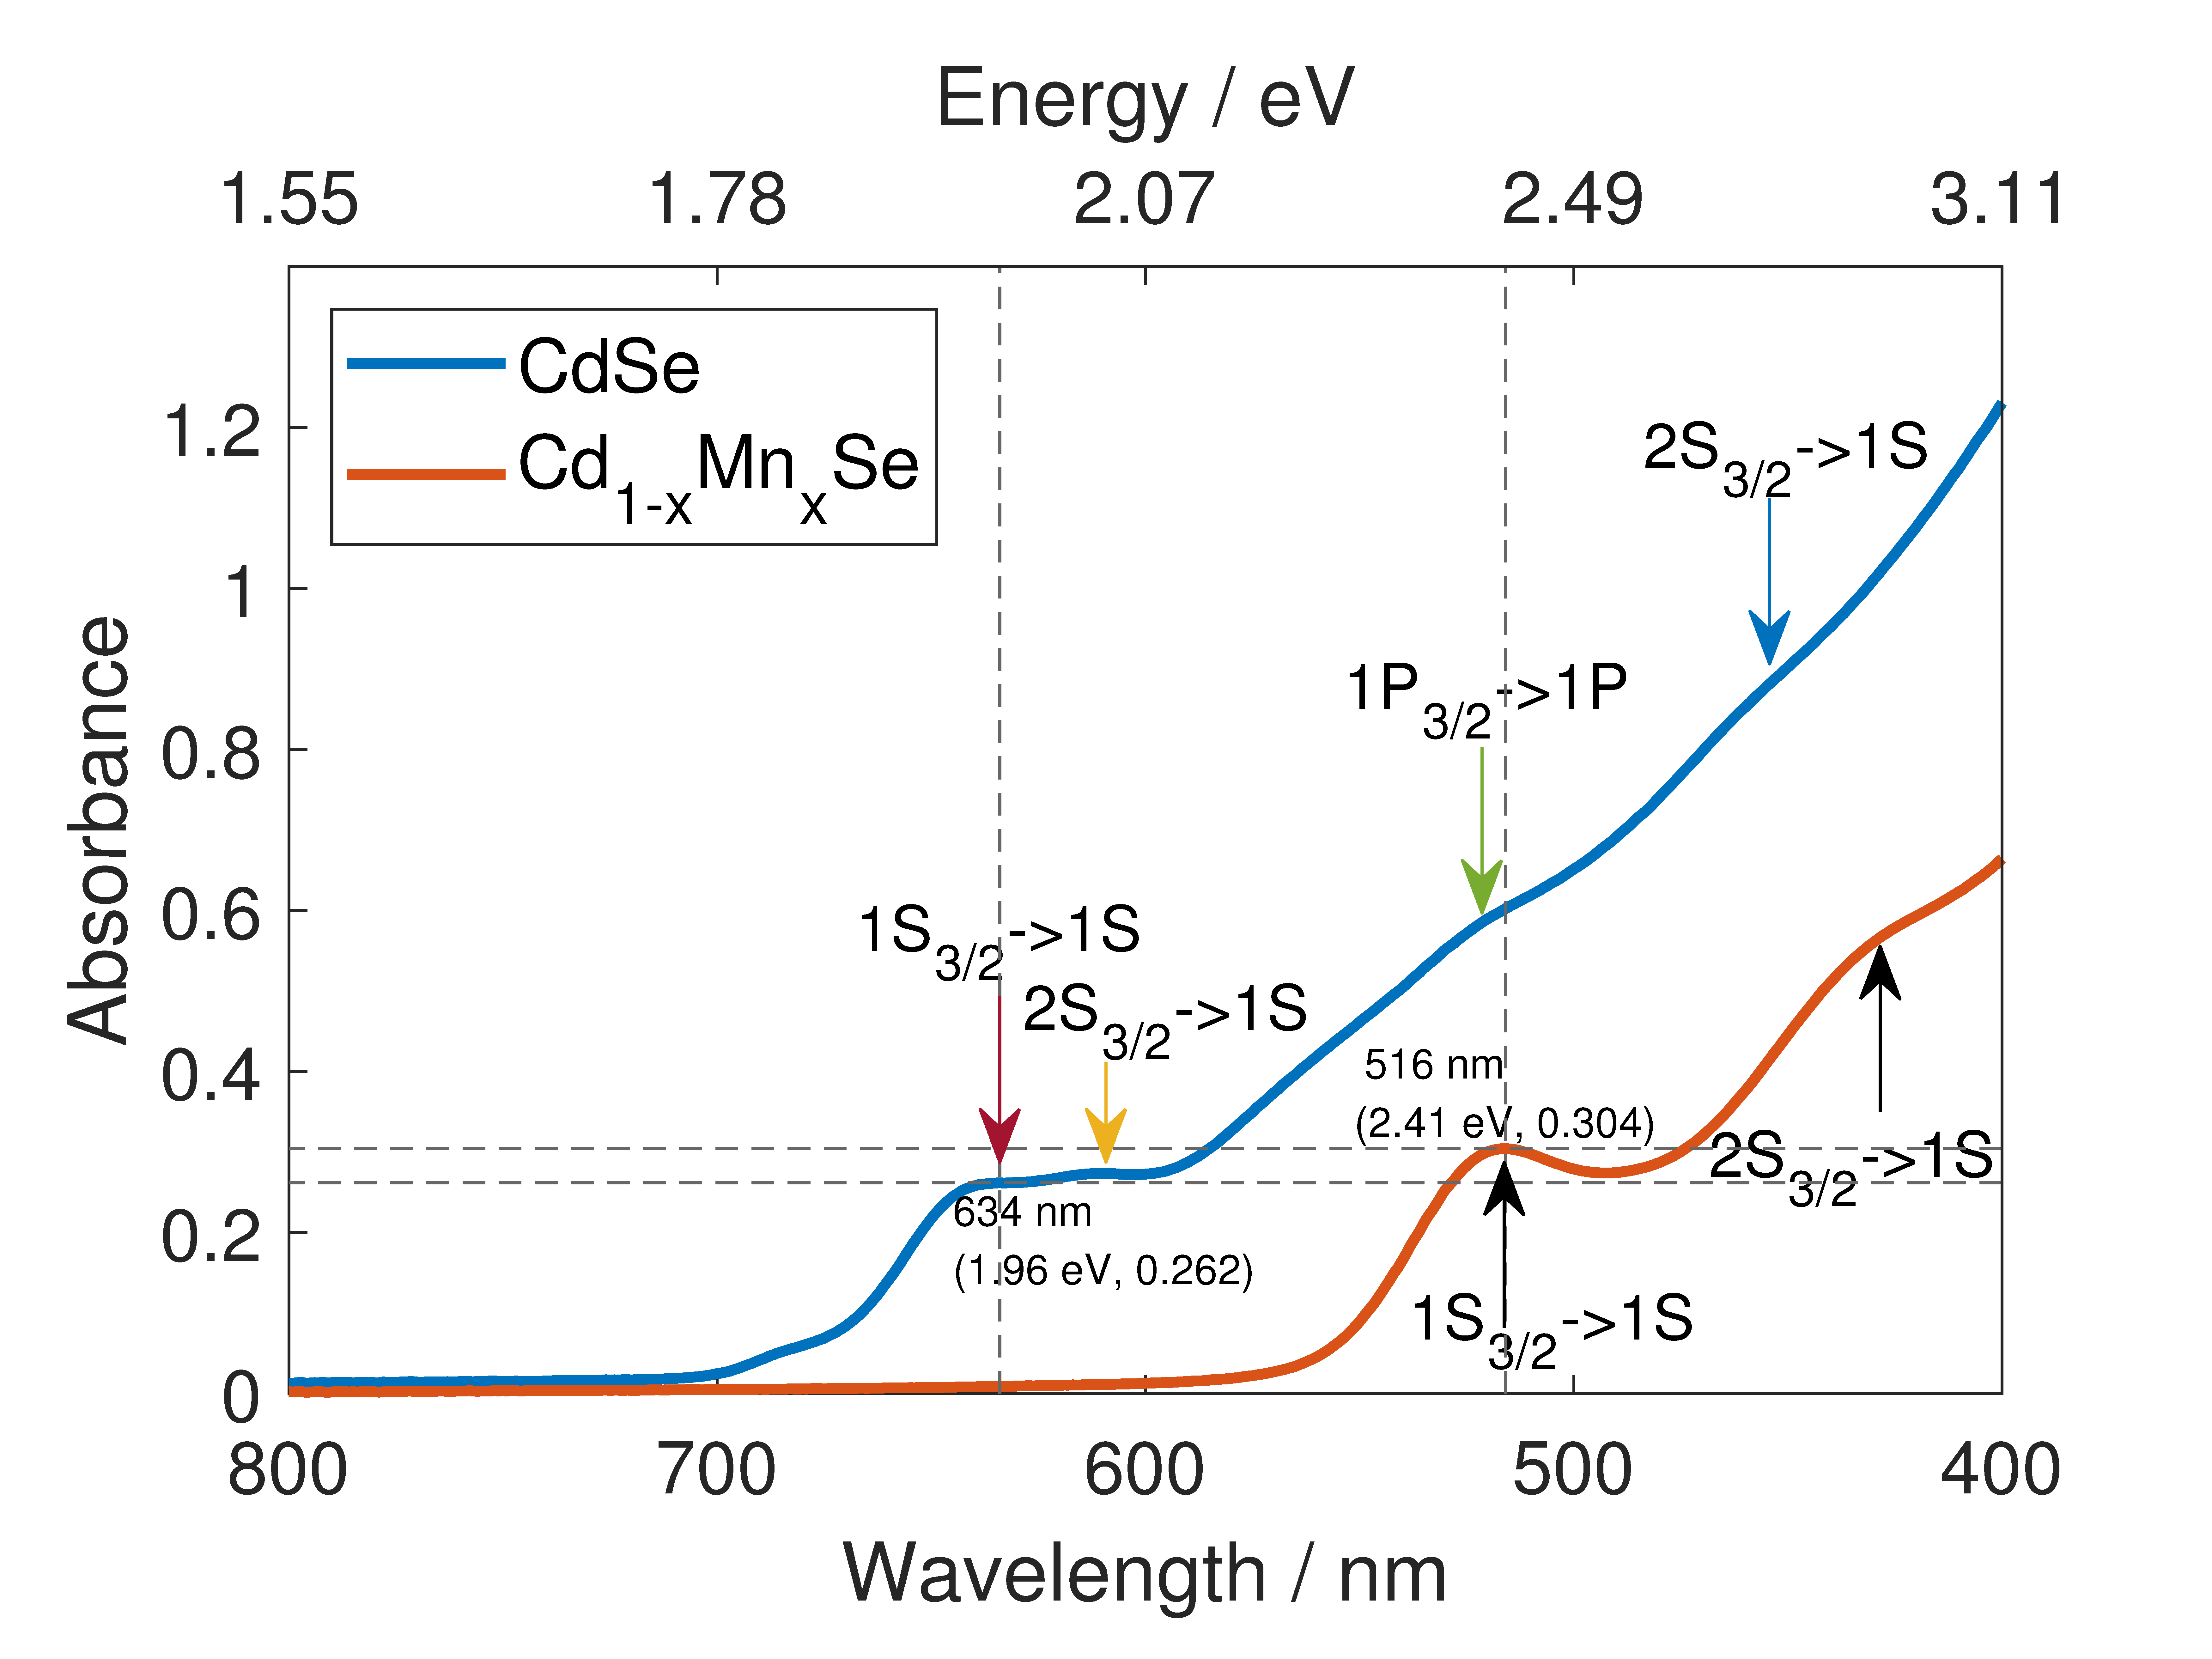 Energy / eV
1.55 1.78 2.07 2.49 3.11
CdSe
Cd1-xMnxSe
1.2
1
0.8
0.6
0.4
0.2
0
Absorbance
2S3/2->1S
1P3/2->1P
1S3/2->1S
2S3/2->1S
516 nm
(2.41 eV, 0.304)
2S3/2->1S
634 nm
(1.96 eV, 0.262)
1S3/2->1S
800 700 600 500 400
Wavelength / nm